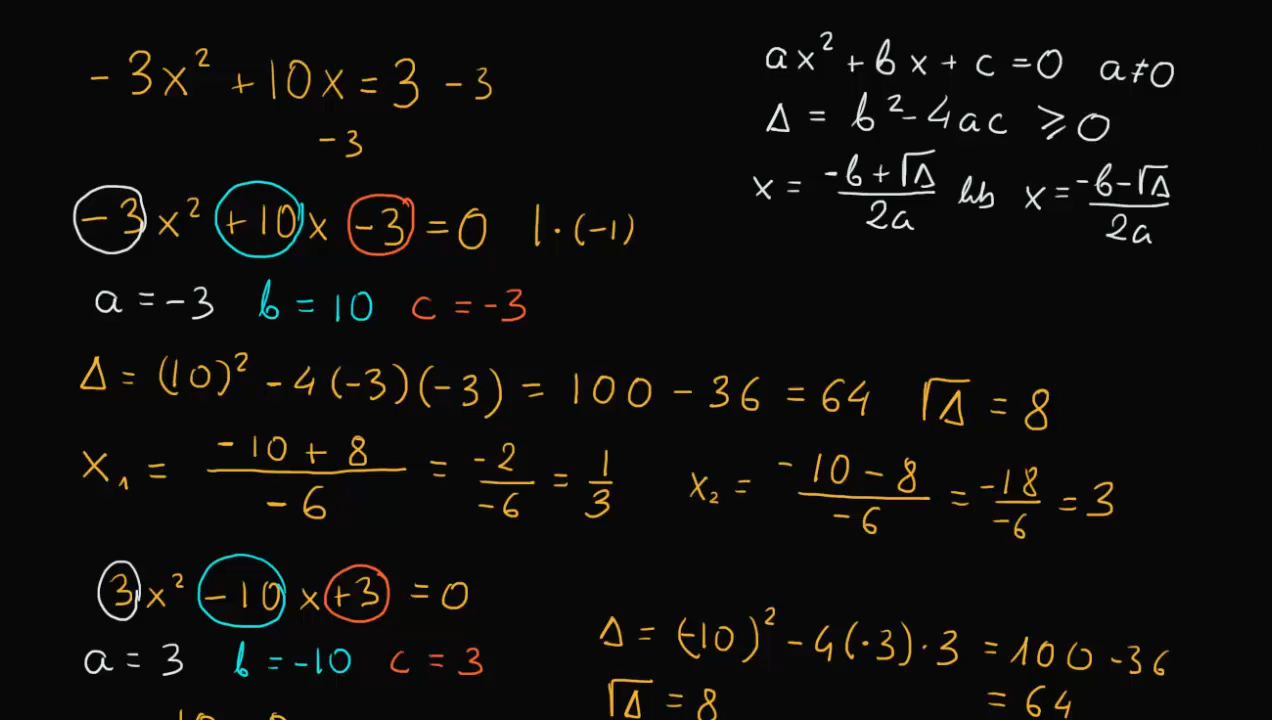 -3x² + 10x = 3 - 3
-3
ax² + bx + c = 0 a ≠ 0
Δ = b² - 4ac ⩾ 0
x = (-b + √Δ)/(2a) lub x = (-b - √Δ)/(2a)
-3x² +10x -3 = 0 | · (-1)
a = -3 b = 10 c = -3
Δ = (10)² - 4(-3)(-3) = 100 - 36 = 64 √Δ = 8
x₁ = (-10 + 8)/(-6) = (-2)/(-6) = 1/3 x₂ = (-10 - 8)/(-6) = (-18)/(-6) = 3
3x² -10x +3 = 0
a = 3 b = -10 c = 3
Δ = (-10)² - 4(·3)·3 = 100 - 36
= 64
√Δ = 8